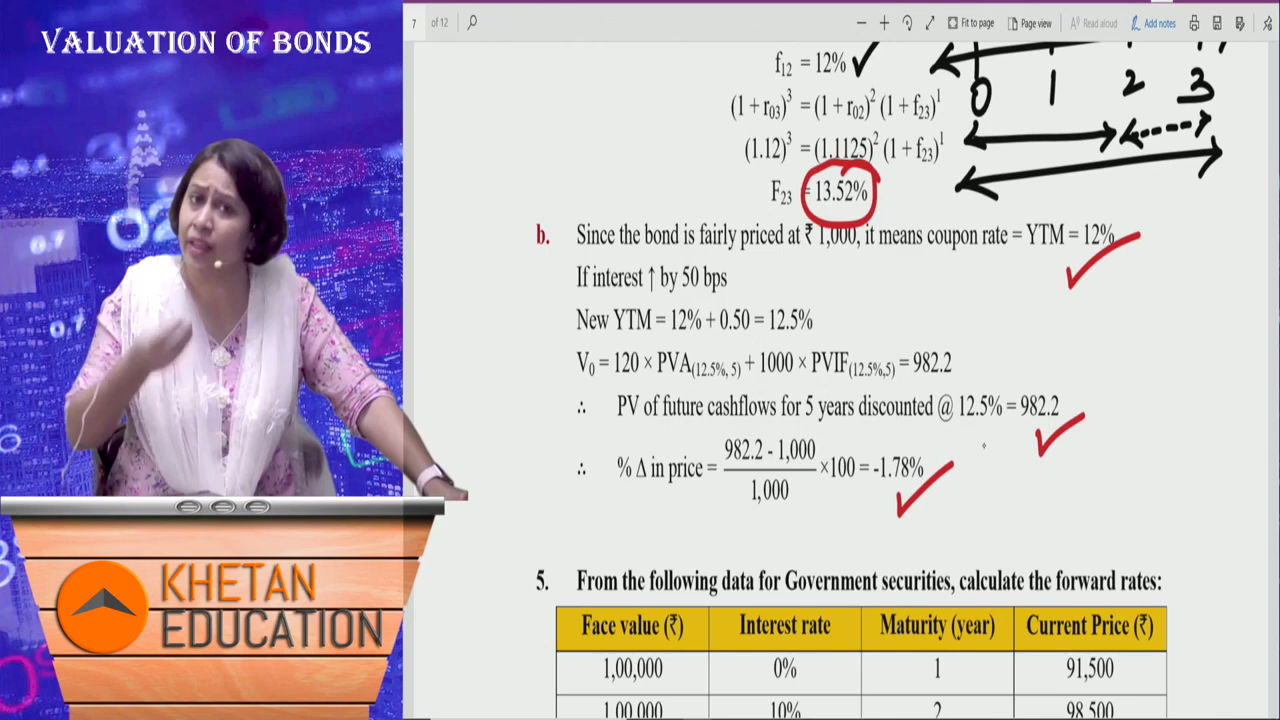 VALUATION OF BONDS
7 of 12
Fit to page
Page view
Read aloud
Add notes
f12 = 12%
0 1 2 3
(1 + r03)³ = (1 + r02)² (1 + f23)¹
(1.12)³ = (1.1125)² (1 + f23)¹
F23 = 13.52%
b. Since the bond is fairly priced at ₹ 1,000, it means coupon rate = YTM = 12%
If interest ↑ by 50 bps
New YTM = 12% + 0.50 = 12.5%
V0 = 120 × PVA(12.5%, 5) + 1000 × PVIF(12.5%,5) = 982.2
∴ PV of future cashflows for 5 years discounted @ 12.5% = 982.2
∴ % Δ in price = 982.2 - 1,000 / 1,000 ×100 = -1.78%
5. From the following data for Government securities, calculate the forward rates:
Face value (₹) Interest rate Maturity (year) Current Price (₹)
1,00,000 0% 1 91,500
1,00,000 10% 2 98,500
KHETAN
EDUCATION